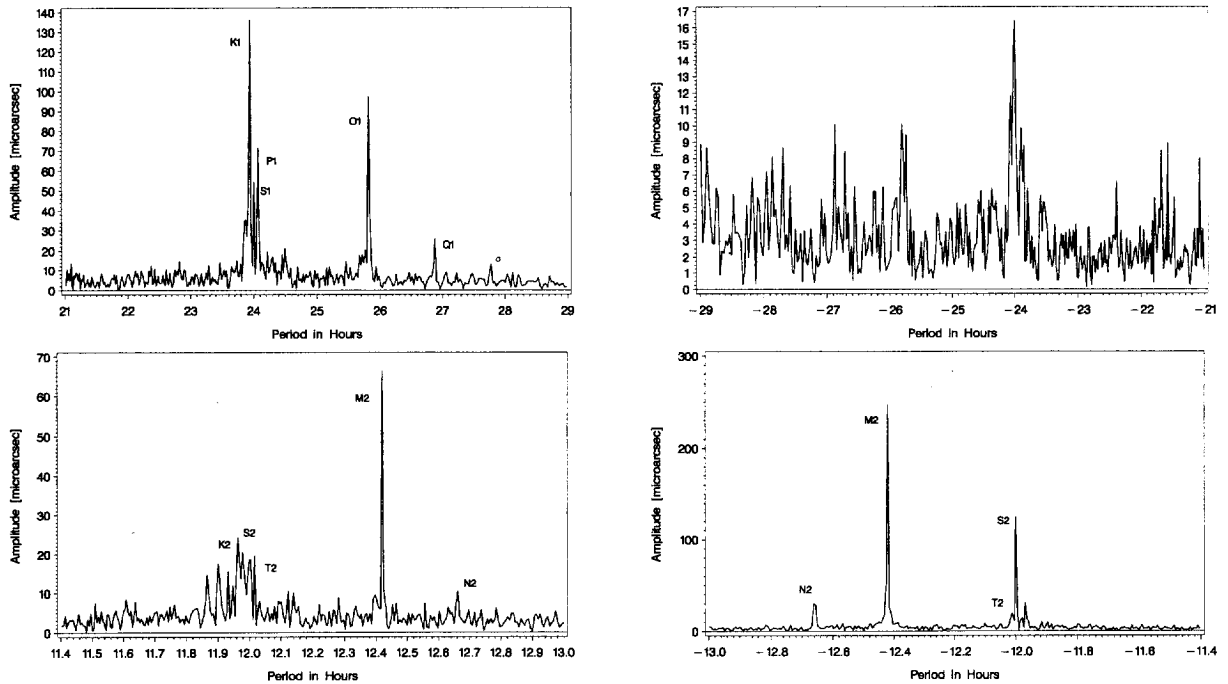 140
130
120
110
100
90
80
70
60
50
40
30
20
10
0
Amplitude [microarcsec]
K1
P1
S1
O1
Q1
21 22 23 24 25 26 27 28 29
Period in Hours
17
16
15
14
13
12
11
10
9
8
7
6
5
4
3
2
1
0
Amplitude [microarcsec]
−29 −28 −27 −26 −25 −24 −23 −22 −21
Period in Hours
70
60
50
40
30
20
10
0
Amplitude [microarcsec]
K2
S2
T2
M2
N2
11.4 11.5 11.6 11.7 11.8 11.9 12.0 12.1 12.2 12.3 12.4 12.5 12.6 12.7 12.8 12.9 13.0
Period in Hours
300
200
100
0
Amplitude [microarcsec]
N2
M2
S2
T2
−13.0 −12.8 −12.6 −12.4 −12.2 −12.0 −11.8 −11.6 −11.4
Period in Hours